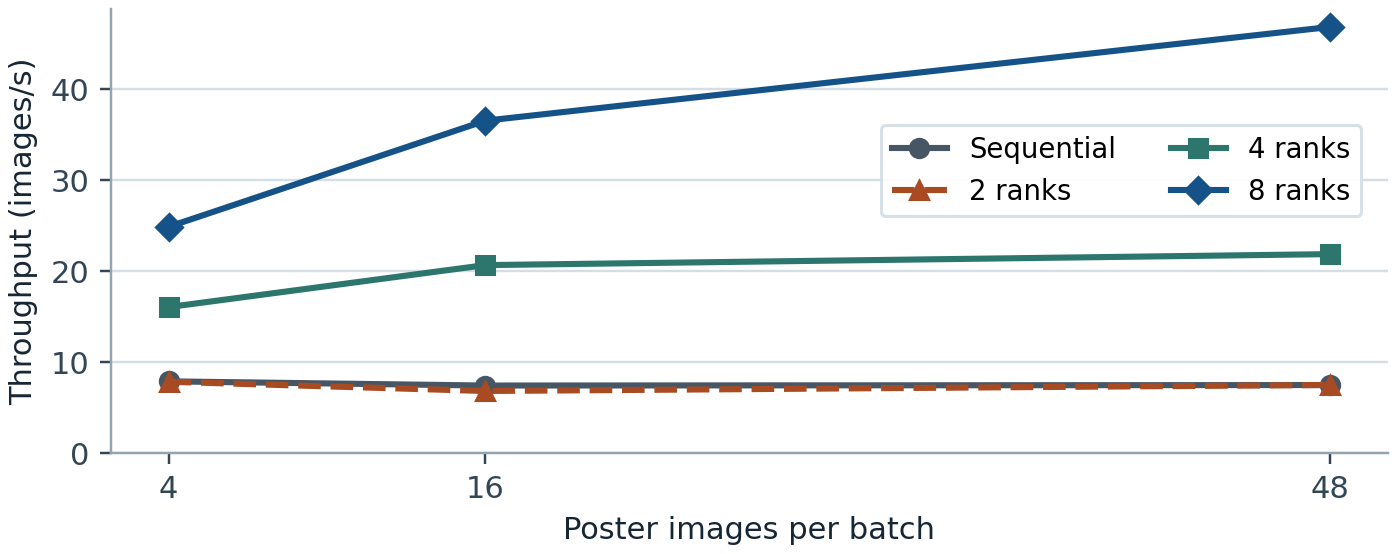 Throughput (images/s)
40
30
20
10
0
Sequential
2 ranks
4 ranks
8 ranks
4
16
48
Poster images per batch